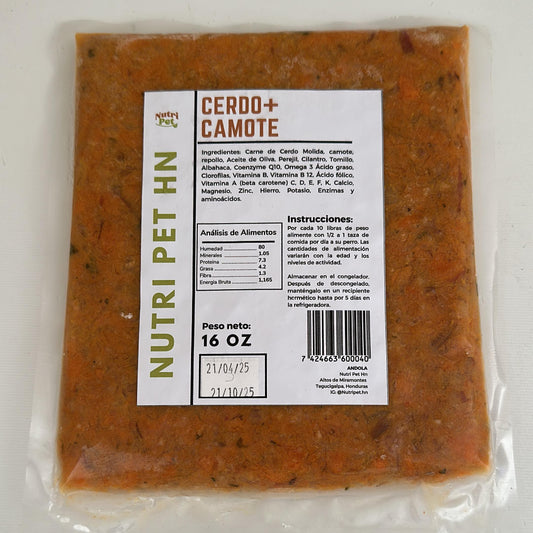 Nutri
Pet
NUTRI PET HN
CERDO+
CAMOTE
Ingredientes: Carne de Cerdo Molida, camote,
repollo, Aceite de Oliva, Perejil, Cilantro, Tomillo,
Albahaca, Coenzyme Q10, Omega 3 Ácido graso,
Clorofilas, Vitamina B, Vitamina B 12, Ácido fólico,
Vitamina A (beta carotene) C, D, E, F, K, Calcio,
Magnesio, Zinc, Hierro, Potasio, Enzimas y
aminoácidos.
Análisis de Alimentos
Humedad 80
Minerales 1.05
Proteína 7.3
Grasa 4.2
Fibra 1.3
Energía Bruta 1,165
Instrucciones:
Por cada 10 libras de peso
alimente con 1/2 a 1 taza de
comida por día a su perro. Las
cantidades de alimentación
variarán con la edad y los
niveles de actividad.
Almacenar en el congelador.
Después de descongelado,
manténgalo en un recipiente
hermético hasta por 5 días en
la refrigeradora.
Peso neto:
16 OZ
21/04/25
21/10/25
7 424663 600040
ANDOLA
Nutri Pet Hn
Altos de Miramontes
Tegucigalpa, Honduras
IG: @Nutripet.hn